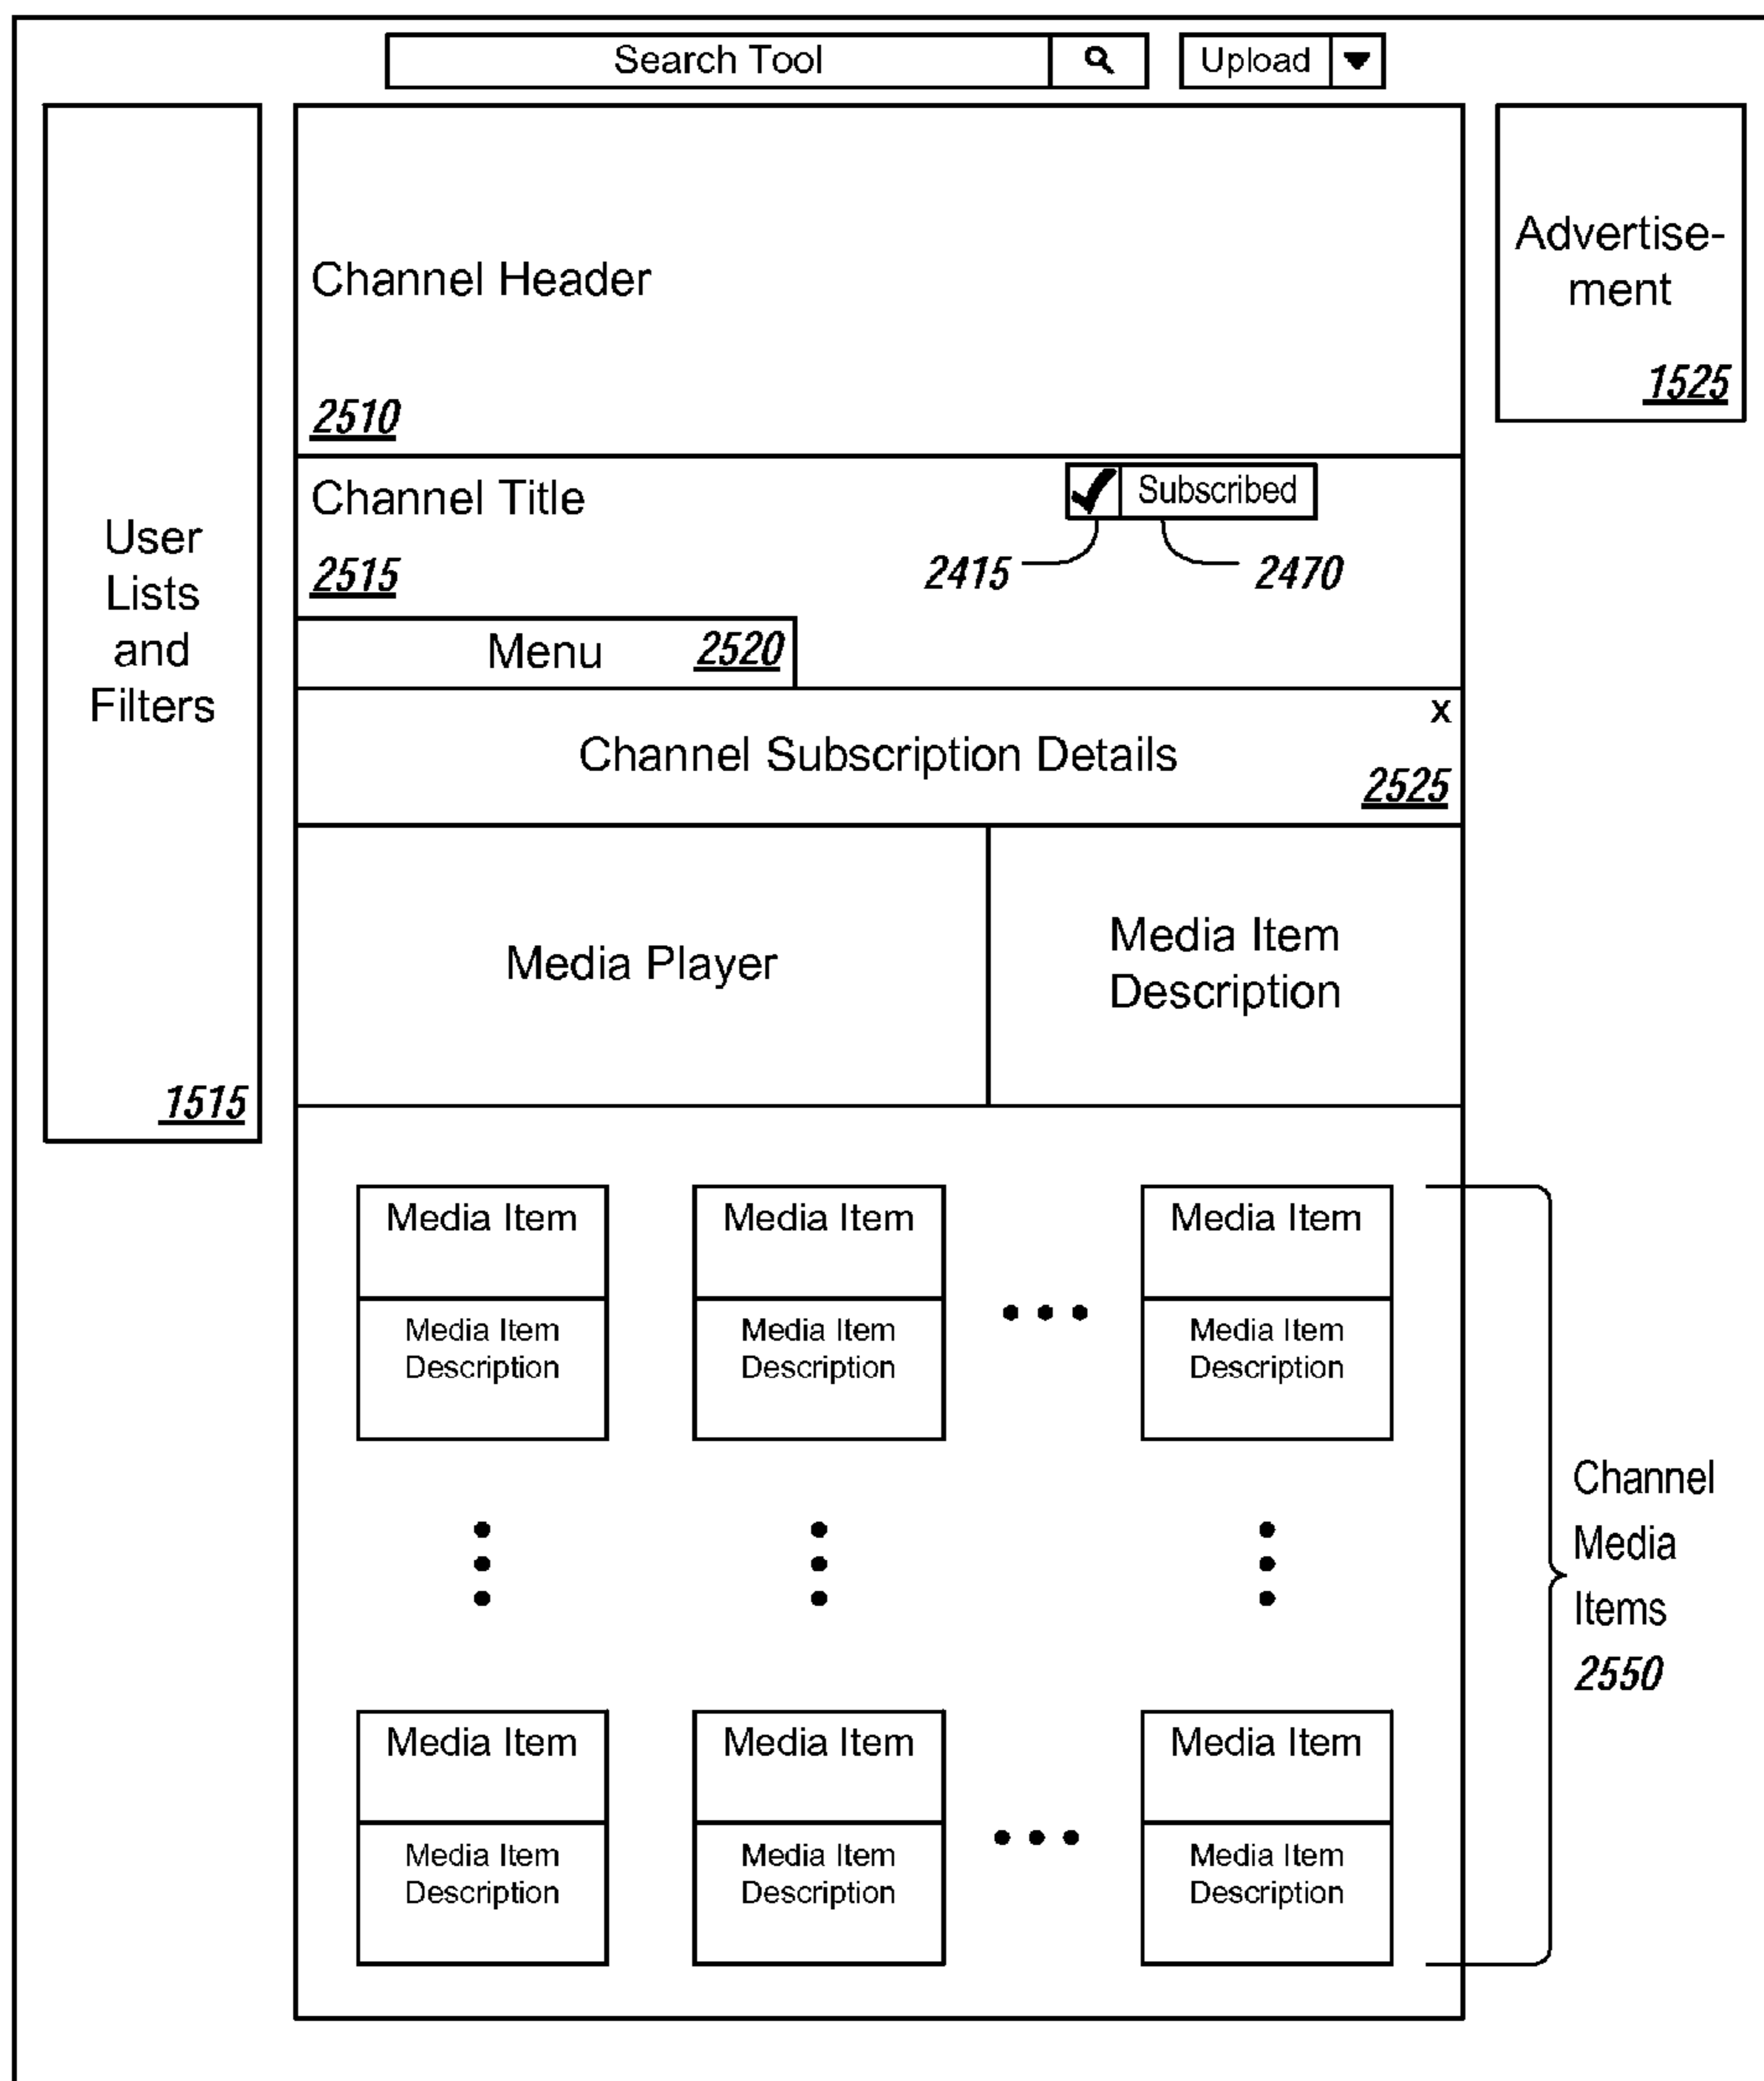 Search Tool
Upload
User
Lists
and
Filters
1515
Channel Header
2510
Advertise-
ment
1525
Channel Title
2515
Subscribed
2415
2470
Menu 2520
x
Channel Subscription Details
2525
Media Player
Media Item
Description
Media Item
Media Item
Description
Media Item
Media Item
Description
Media Item
Media Item
Description
Media Item
Media Item
Description
Media Item
Media Item
Description
Media Item
Media Item
Description
Channel
Media
Items
2550